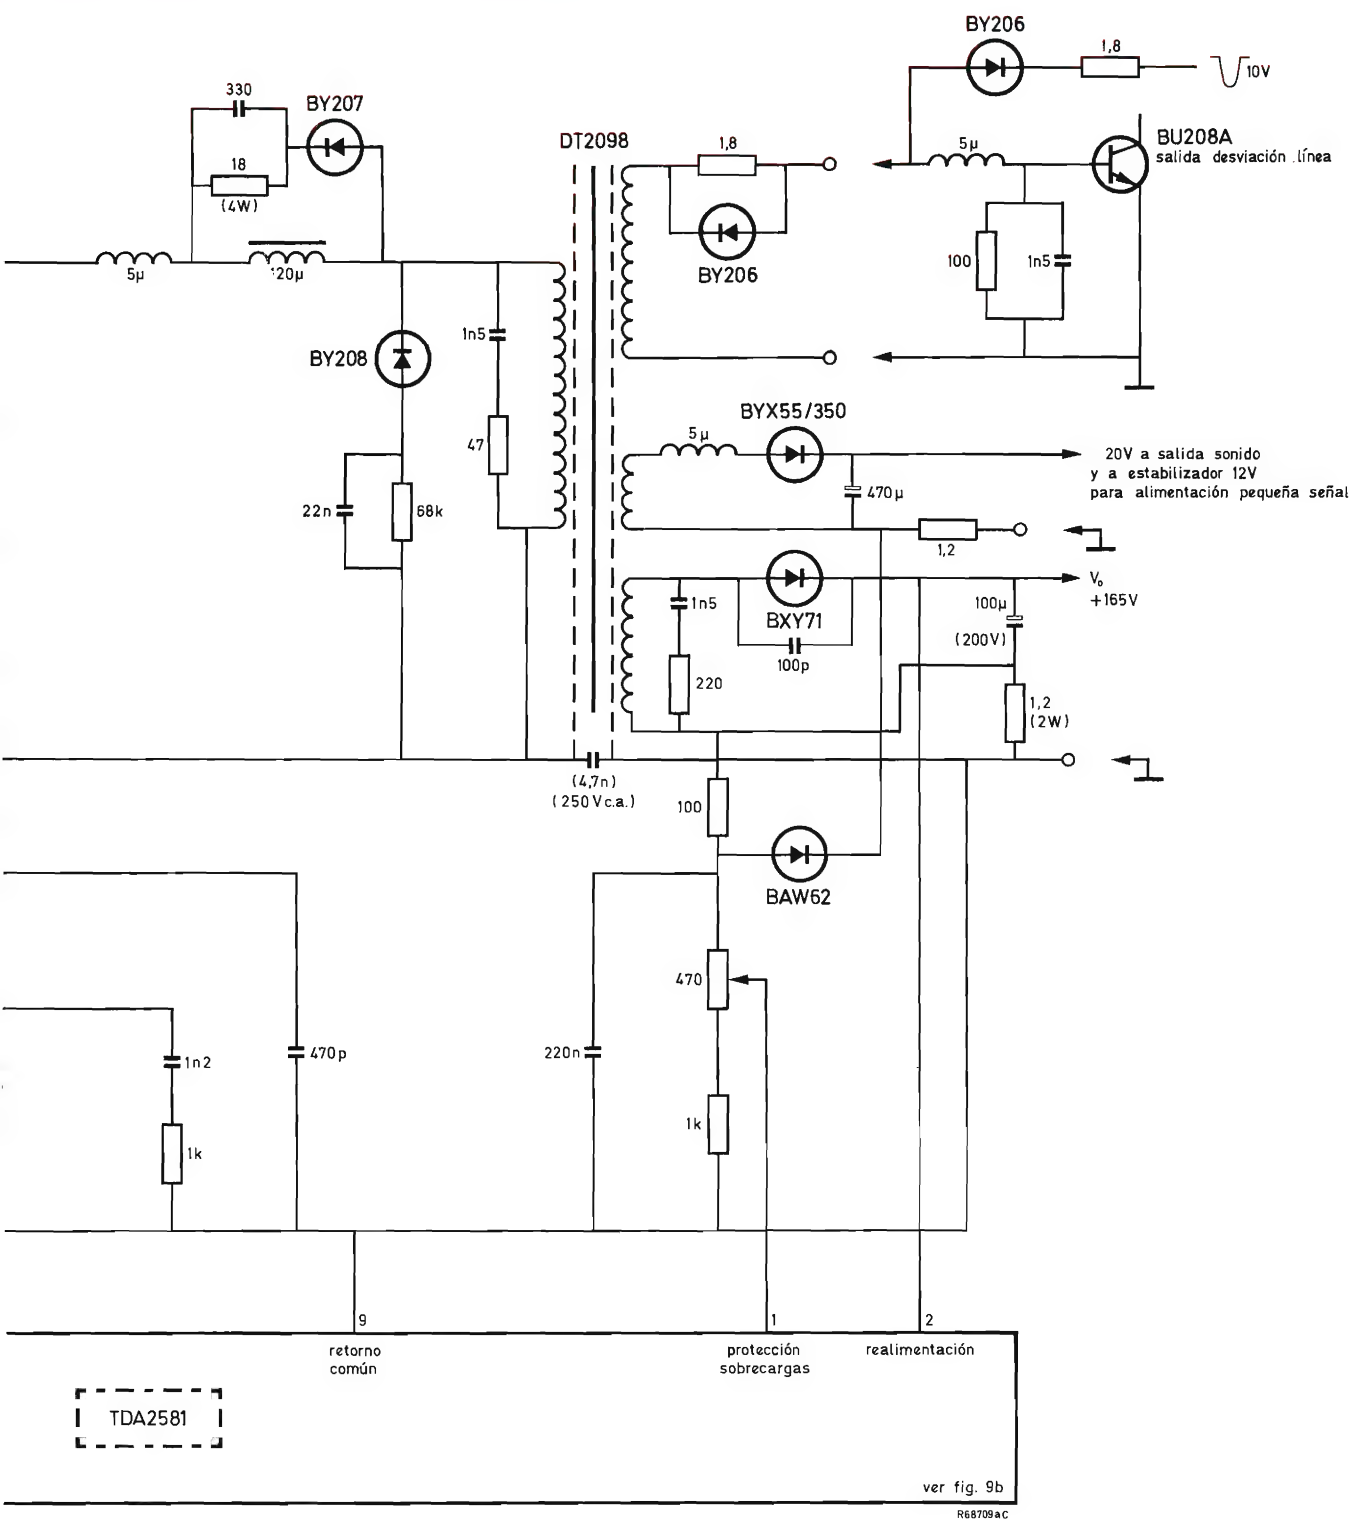 BY206
1,8
10V
330
BY207
DT2098
1,8
5µ
BU208A
salida desviación línea
18
(4W)
5µ
120µ
BY206
100
1n5
1n5
BY208
BYX55/350
5µ
47
20V a salida sonido
y a estabilizador 12V
para alimentación pequeña señal
470µ
22n
68k
1,2
1n5
BXY71
100p
100µ
(200V)
V₀
+165V
220
1,2
(2W)
(4,7n)
(250Vc.a.)
100
BAW62
470
1n2
470p
220n
1k
1k
9
1
2
retorno
común
protección
sobrecargas
realimentación
TDA2581
ver fig. 9b
R68709aC